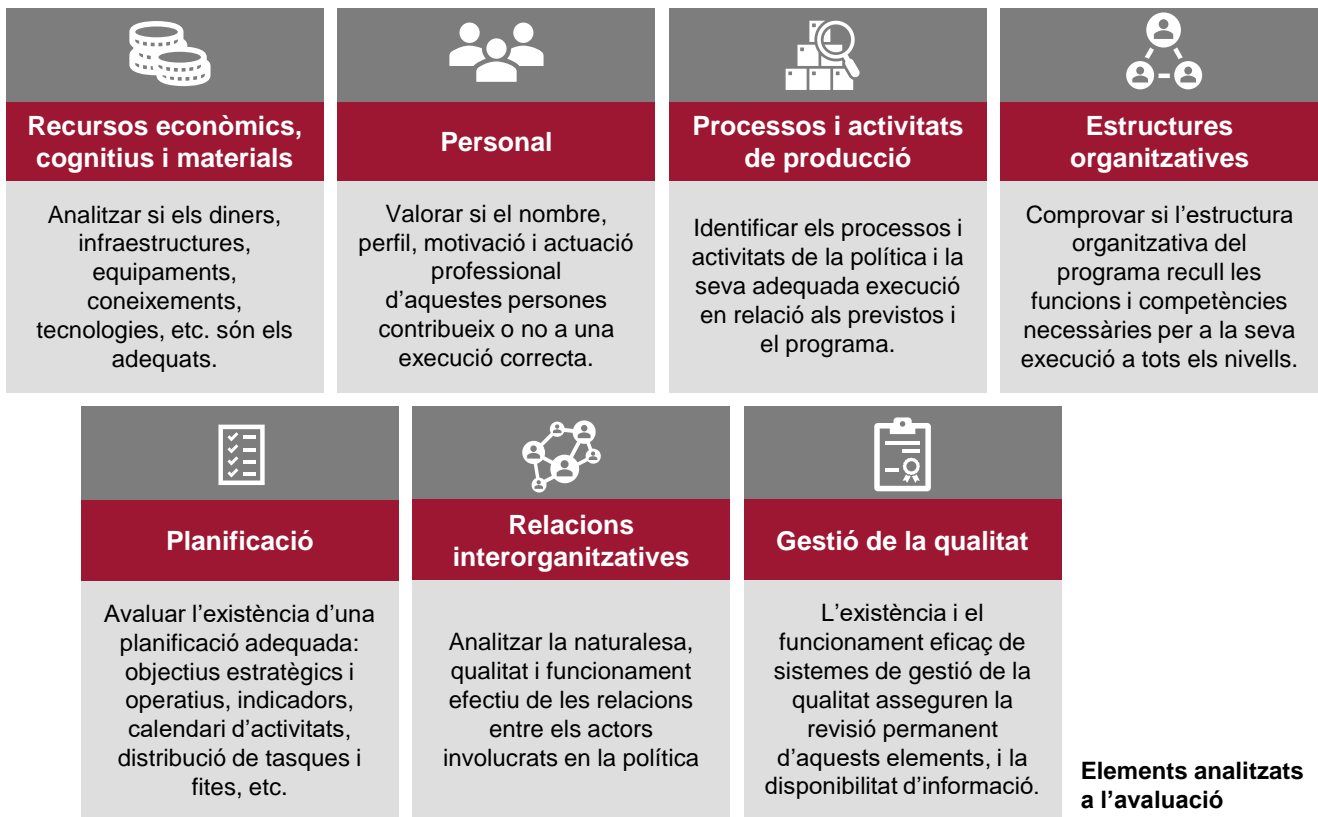 Recursos econòmics,
cognitius i materials
Analitzar si els diners,
infraestructures,
equipaments,
coneixements,
tecnologies, etc. són els
adequats.
Personal
Valorar si el nombre,
perfil, motivació i actuació
professional
d’aquestes persones
contribueix o no a una
execució correcta.
Processos i activitats
de producció
Identificar els processos i
activitats de la política i la
seva adequada execució
en relació als previstos i
el programa.
Estructures
organitzatives
Comprovar si l’estructura
organitzativa del
programa recull les
funcions i competències
necessàries per a la seva
execució a tots els nivells.
Planificació
Avaluar l’existència d’una
planificació adequada:
objectius estratègics i
operatius, indicadors,
calendari d’activitats,
distribució de tasques i
fites, etc.
Relacions
interorganitzatives
Analitzar la naturalesa,
qualitat i funcionament
efectiu de les relacions
entre els actors
involucrats en la política
Gestió de la qualitat
L’existència i el
funcionament eficaç de
sistemes de gestió de la
qualitat asseguren la
revisió permanent
d’aquests elements, i la
disponibilitat d’informació.
Elements analitzats
a l’avaluació